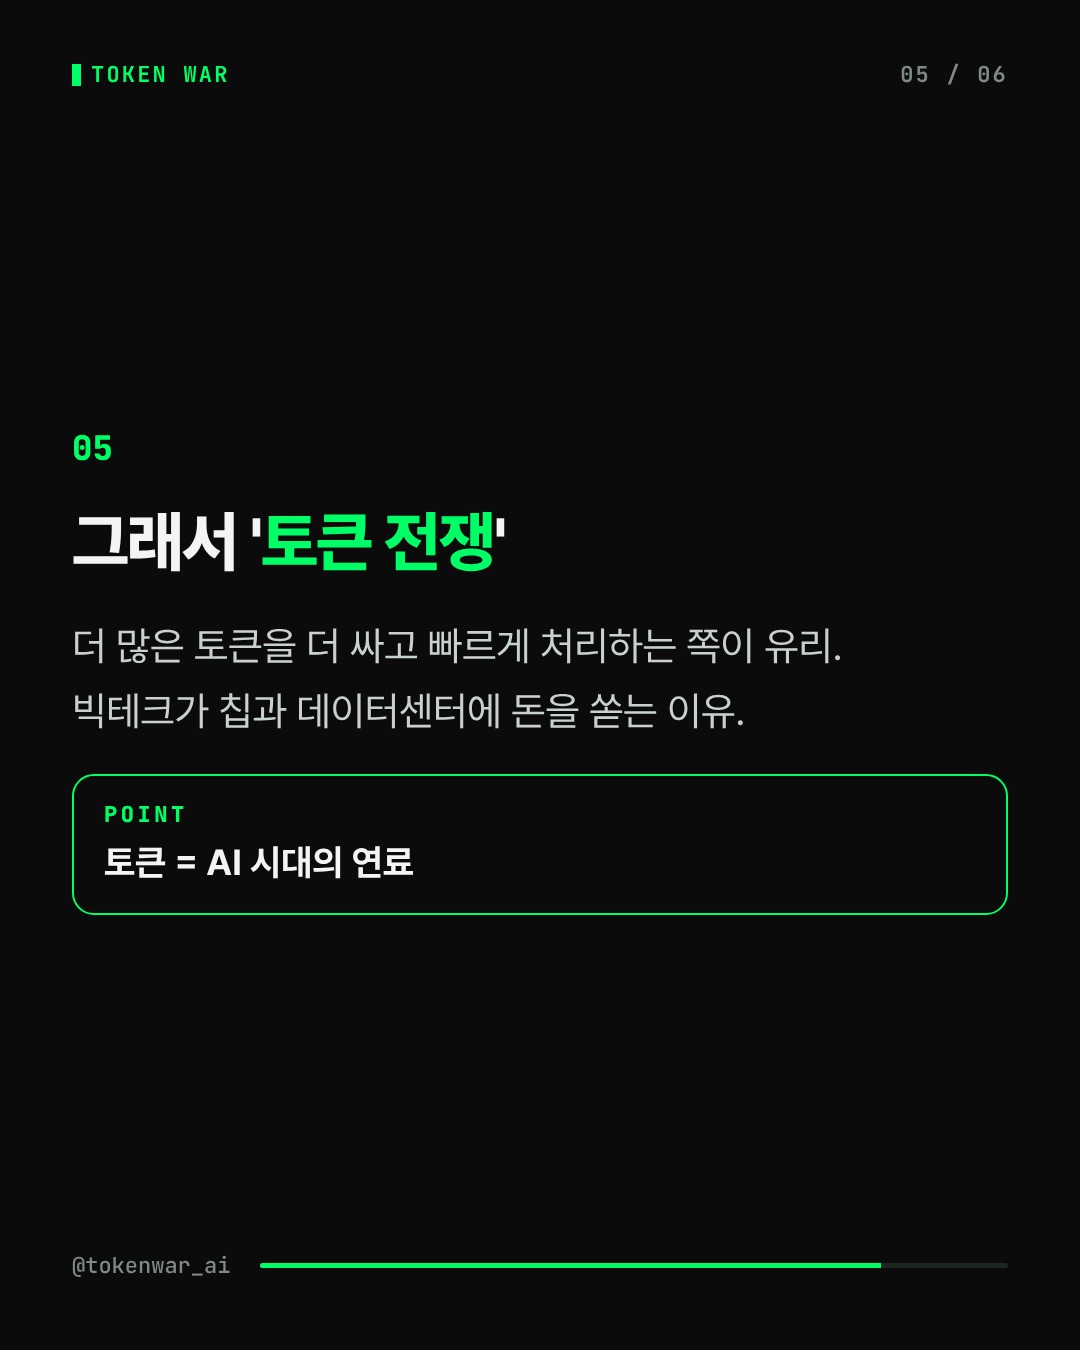 TOKEN WAR
05 / 06
05
그래서 '토큰 전쟁'
더 많은 토큰을 더 싸고 빠르게 처리하는 쪽이 유리.
빅테크가 칩과 데이터센터에 돈을 쏟는 이유.
POINT
토큰 = AI 시대의 연료
@tokenwar_ai